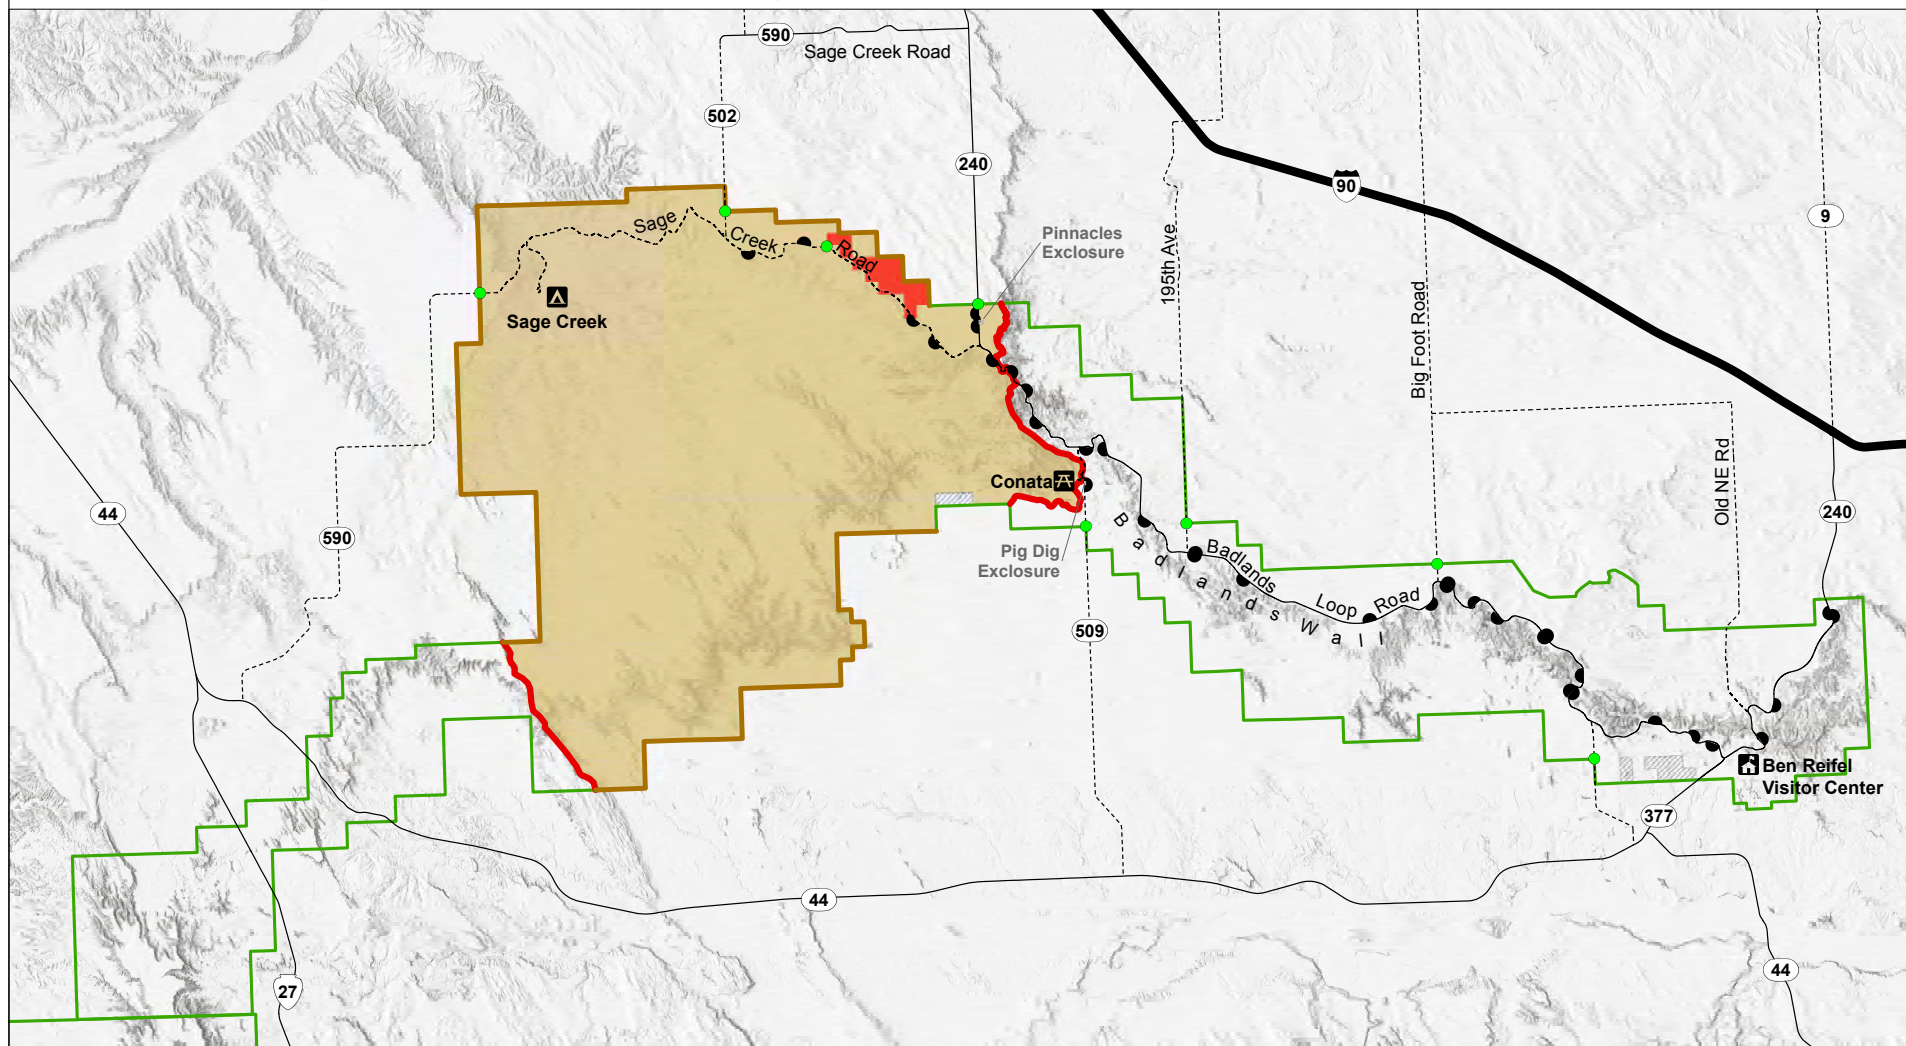 590
Sage Creek Road
502
240
90
9
Pinnacles
Exclosure
195th Ave
Sage Creek Road
Big Foot Road
Sage Creek
Conata
Old NE Rd
44
590
240
Pig Dig
Exclosure
Badlands Wall
Badlands Loop Road
509
Ben Reifel
Visitor Center
377
44
44
27